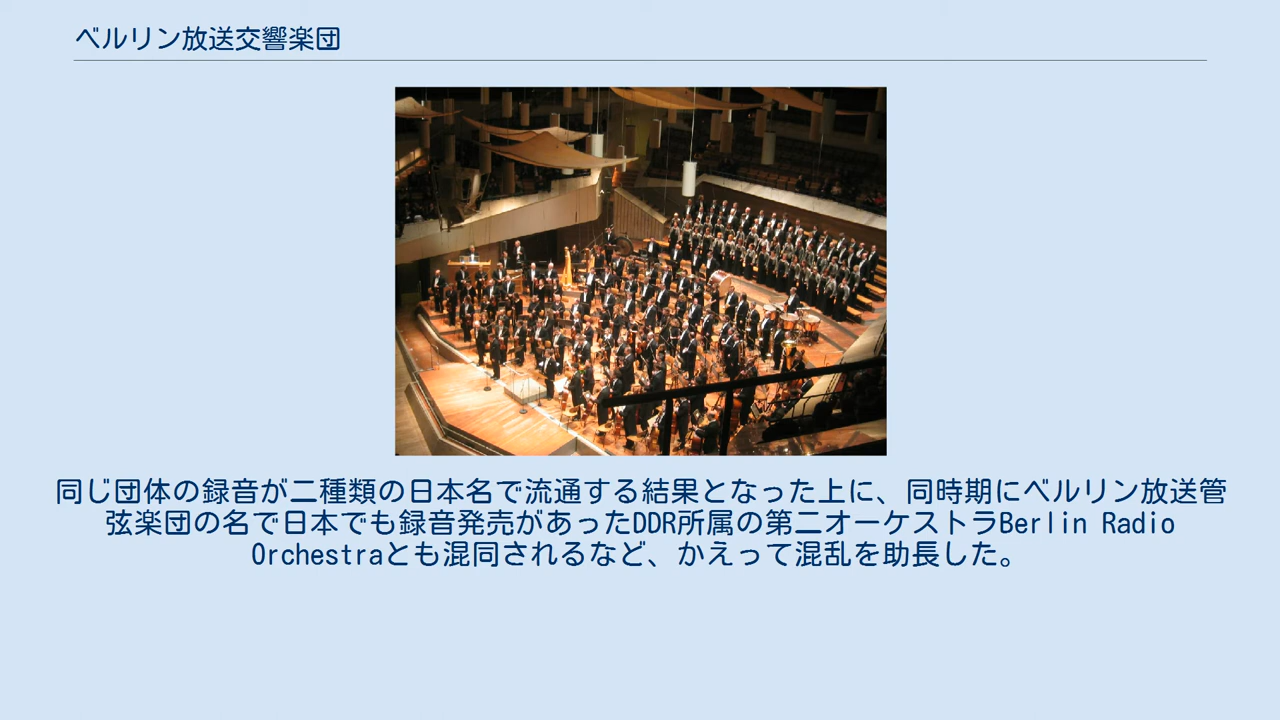 ベルリン放送交響楽団
同じ団体の録音が二種類の日本名で流通する結果となった上に、同時期にベルリン放送管
弦楽団の名で日本でも録音発売があったDDR所属の第二オーケストラBerlin Radio
Orchestraとも混同されるなど、かえって混乱を助長した。